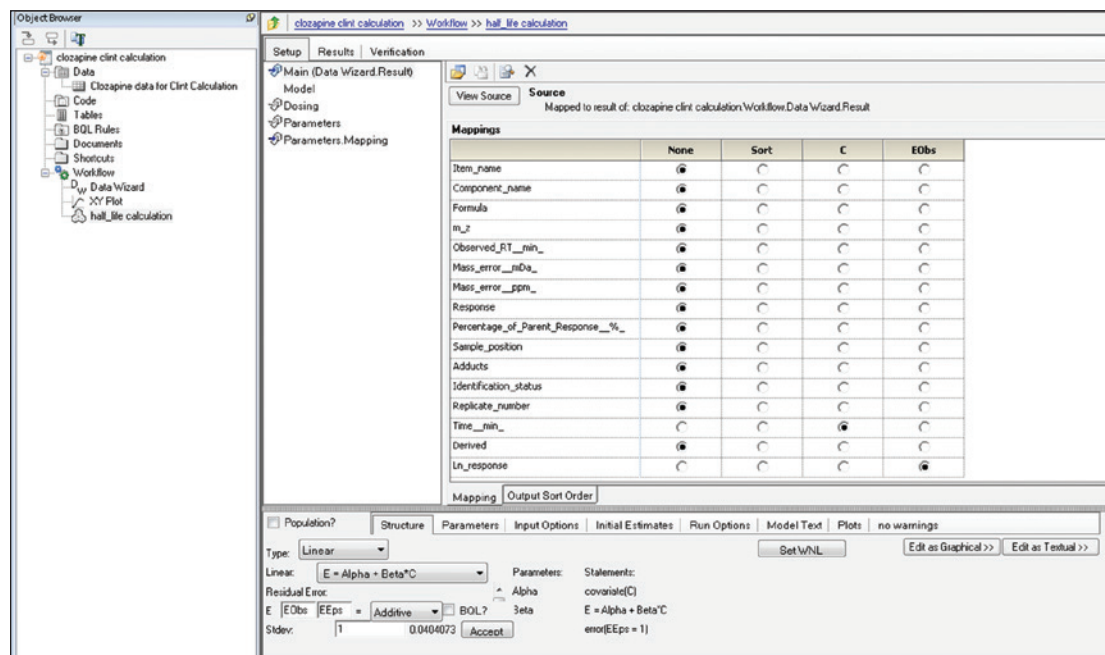 Object Browser
clozapine clint calculation
Data
Clozapine data for Clint Calculation
Code
Tables
BQL Rules
Documents
Shortcuts
Workflow
Data Wizard
XY Plot
half_life calculation
clozapine clint calculation >> Workflow >> half_life calculation
Setup Results Verification
Main (Data Wizard.Result)
Model
Dosing
Parameters
Parameters.Mapping
View Source Source
Mapped to result of: clozapine clint calculation.Workflow.Data Wizard.Result
Mappings
None Sort C EObs
Item_name
Component_name
Formula
m_z
Observed_RT__min_
Mass_error__mDa_
Mass_error__ppm_
Response
Percentage_of_Parent_Response__%_
Sample_position
Adducts
Identification_status
Replicate_number
Time__min_
Derived
Ln_response
Mapping Output Sort Order
Population? Structure Parameters Input Options Initial Estimates Run Options Model Text Plots no warnings
Type: Linear Set WNL Edit as Graphical >> Edit as Textual >>
Linear: E = Alpha + Beta*C Parameters: Statements:
Residual Error: Alpha covariate(C)
E EObs EEps = Additive BQL? Beta E = Alpha + Beta*C
Stdev: 1 0.0404073 Accept error(EEps = 1)